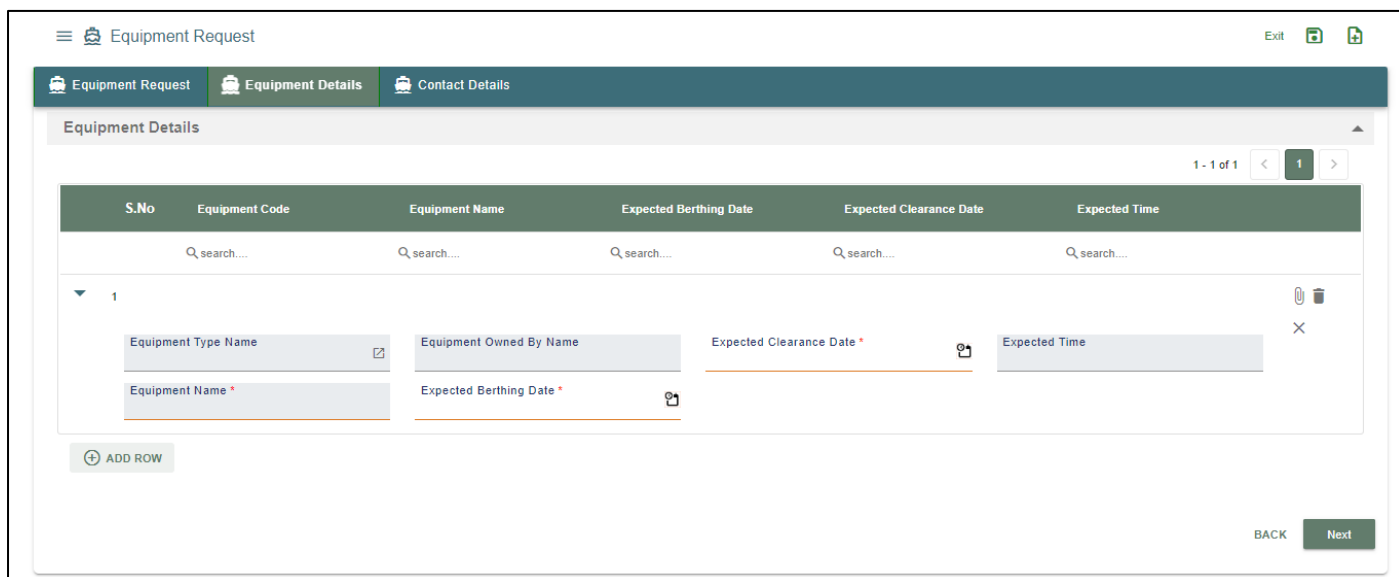 Equipment Request Exit
Equipment Request Equipment Details Contact Details
Equipment Details
1 - 1 of 1 < 1 >
S.No Equipment Code Equipment Name Expected Berthing Date Expected Clearance Date Expected Time
search.... search.... search.... search.... search....
1
Equipment Type Name Equipment Owned By Name Expected Clearance Date * Expected Time
Equipment Name * Expected Berthing Date *
ADD ROW
BACK Next